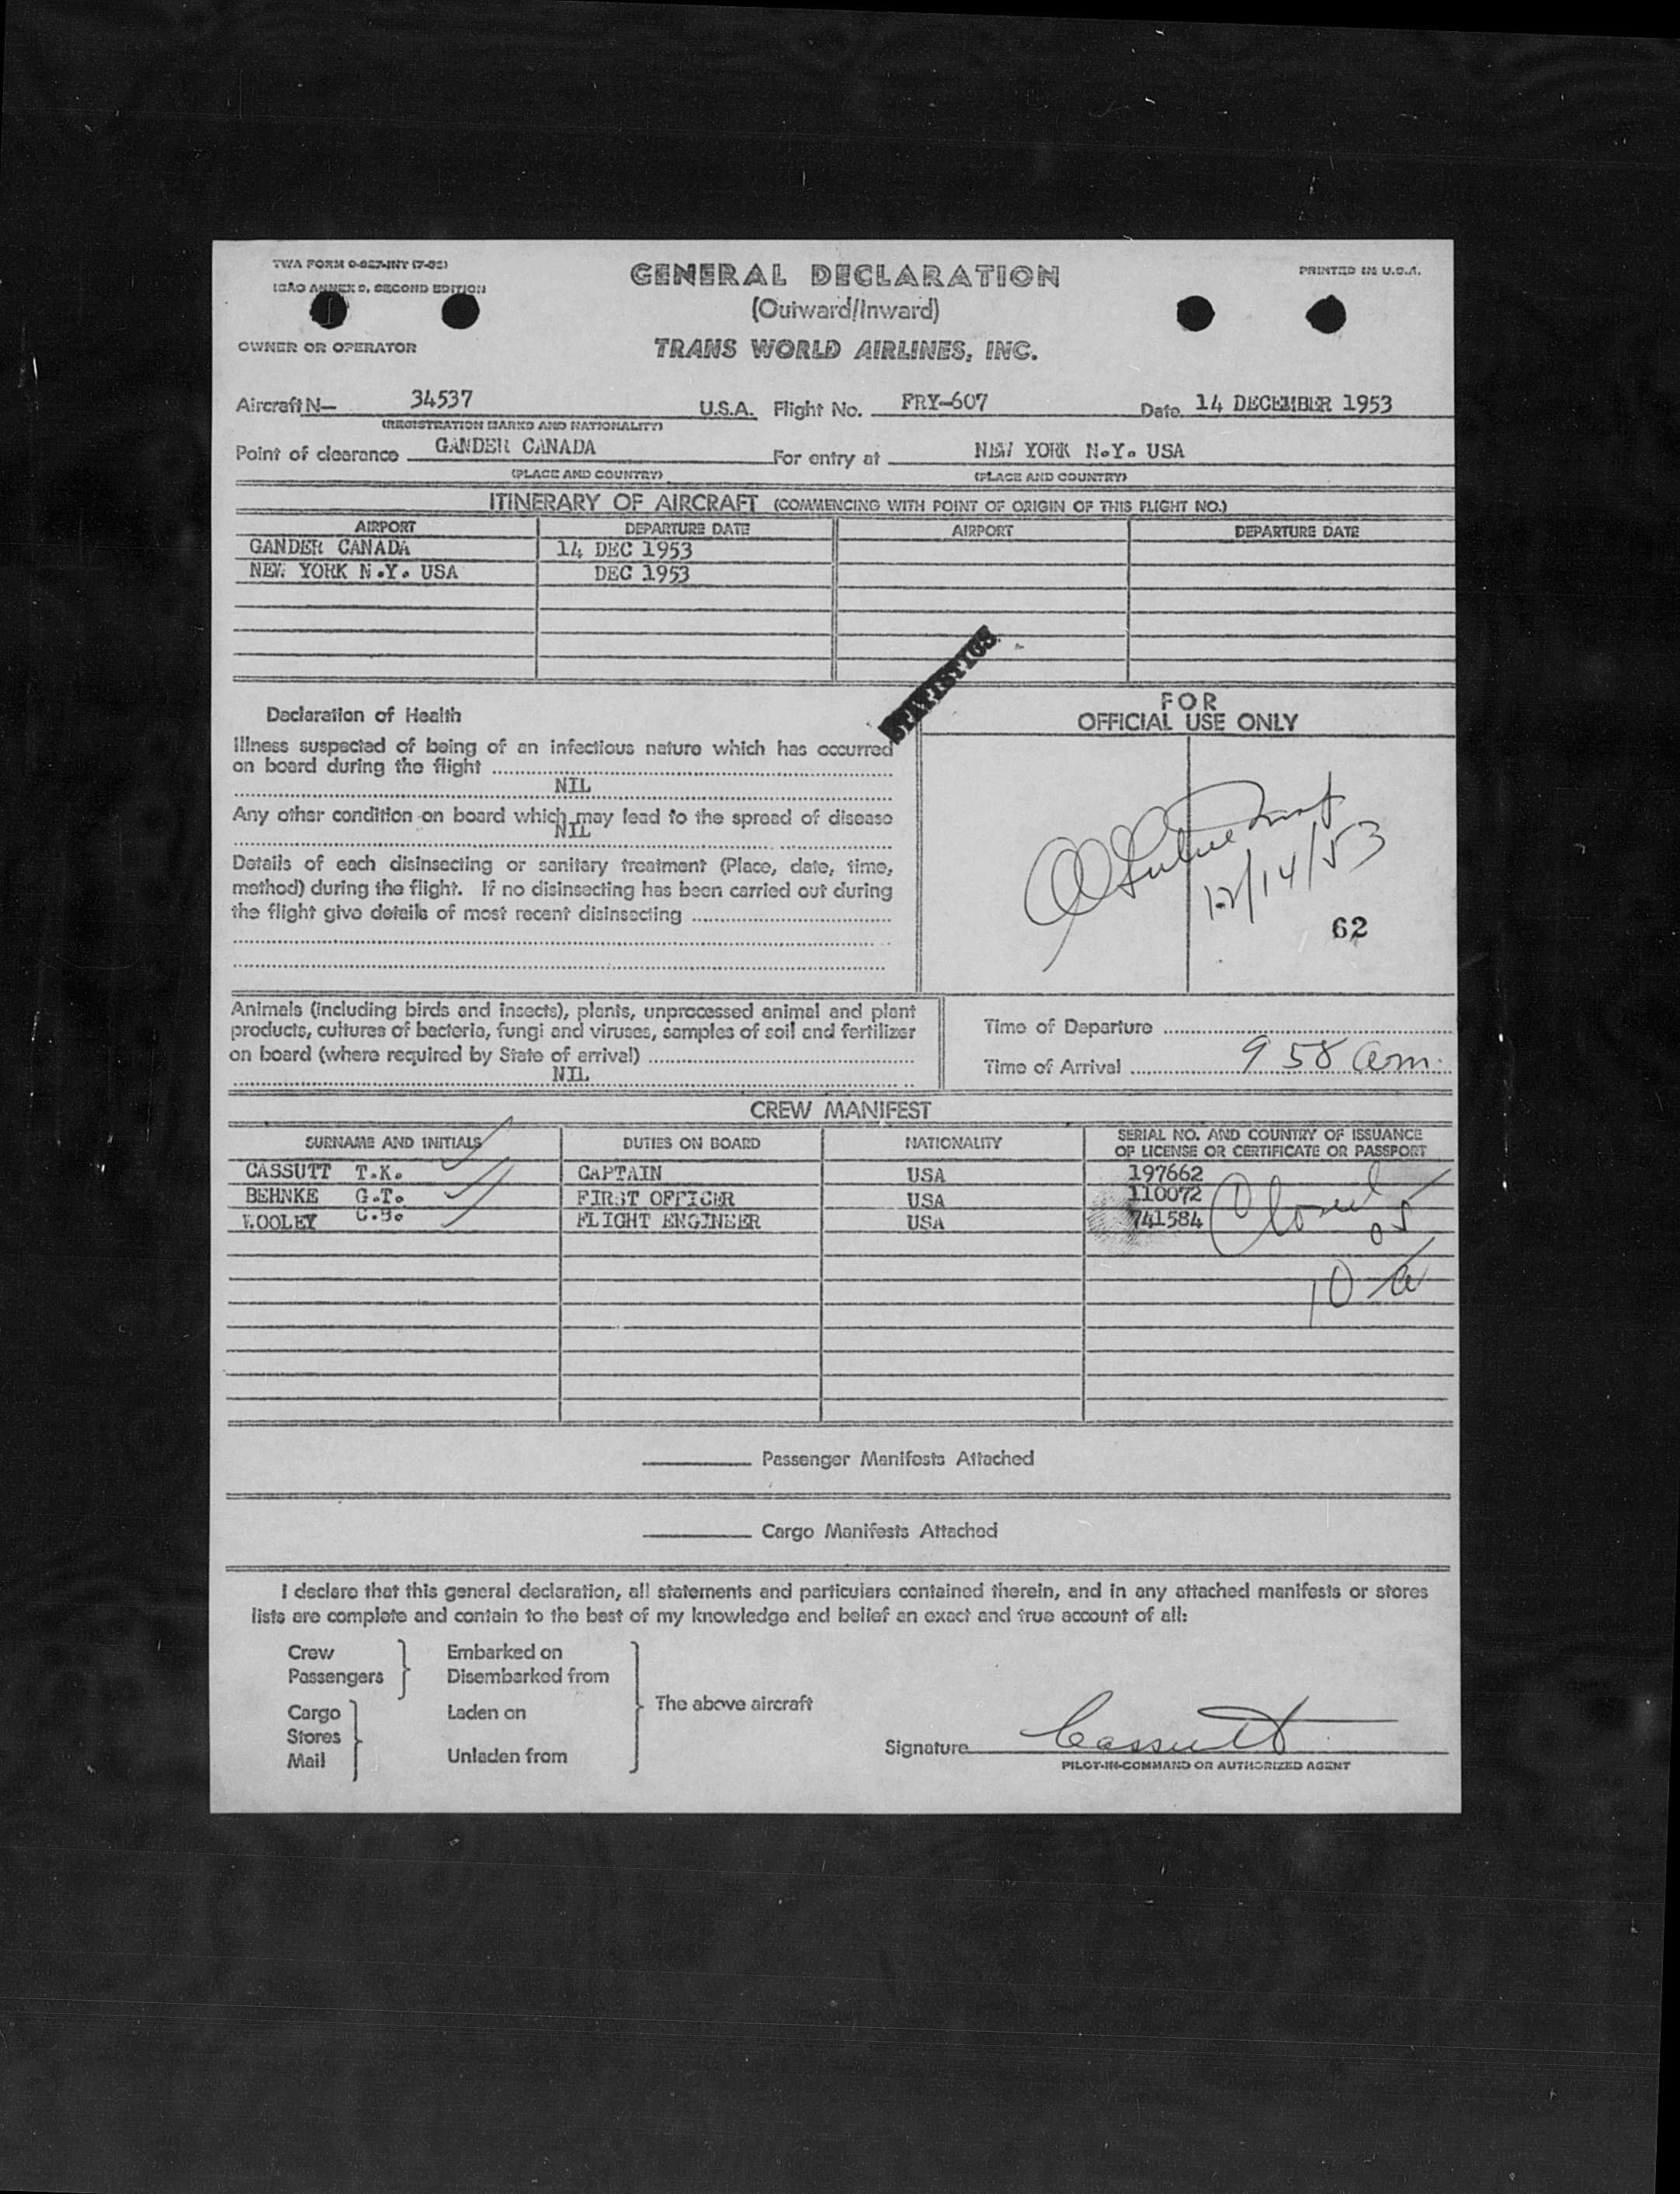 TWA FORM O-027-INT (7-52)
ICAO ANNEX 9, SECOND EDITION
GENERAL DECLARATION
PRINTED IN U.S.A.
(Outward/Inward)
OWNER OR OPERATOR
TRANS WORLD AIRLINES, INC.
Aircraft N— 34537 U.S.A. Flight No. FRY-607 Date 14 DECEMBER 1953
(REGISTRATION MARKS AND NATIONALITY)
Point of clearance GANDER CANADA For entry at NEW YORK N.Y. USA
(PLACE AND COUNTRY) (PLACE AND COUNTRY)
ITINERARY OF AIRCRAFT (COMMENCING WITH POINT OF ORIGIN OF THIS FLIGHT NO.)
AIRPORT DEPARTURE DATE AIRPORT DEPARTURE DATE
GANDER CANADA 14 DEC 1953
NEW YORK N.Y. USA DEC 1953
STATISTICS
Declaration of Health
Illness suspected of being of an infectious nature which has occurred
on board during the flight
NIL
Any other condition on board which may lead to the spread of disease
NIL
Details of each disinsecting or sanitary treatment (Place, date, time,
method) during the flight. If no disinsecting has been carried out during
the flight give details of most recent disinsecting
FOR
OFFICIAL USE ONLY
12/14/53
62
Animals (including birds and insects), plants, unprocessed animal and plant
products, cultures of bacteria, fungi and viruses, samples of soil and fertilizer
on board (where required by State of arrival)
NIL
Time of Departure
Time of Arrival 9 58 am.
CREW MANIFEST
SURNAME AND INITIALS DUTIES ON BOARD NATIONALITY SERIAL NO. AND COUNTRY OF ISSUANCE
OF LICENSE OR CERTIFICATE OR PASSPORT
CASSUTT T.K. CAPTAIN USA 197662
BEHNKE G.T. FIRST OFFICER USA 110072
WOOLEY FLIGHT ENGINEER USA 741584
10
Passenger Manifests Attached
Cargo Manifests Attached
I declare that this general declaration, all statements and particulars contained therein, and in any attached manifests or stores
lists are complete and contain to the best of my knowledge and belief an exact and true account of all:
Crew
Passengers
Embarked on
Disembarked from
Cargo
Stores
Mail
Laden on
Unladen from
The above aircraft
Signature Cassutt
PILOT-IN-COMMAND OR AUTHORIZED AGENT